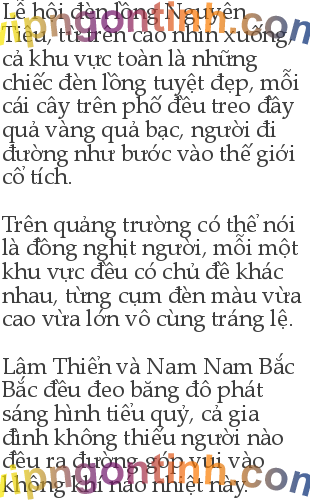 Lễ hội đèn lồng Nguyên
Tiêu, từ trên cao nhìn xuống,
cả khu vực toàn là những
chiếc đèn lồng tuyệt đẹp, mỗi
cái cây trên phố đều treo đầy
quả vàng quả bạc, người đi
đường như bước vào thế giới
cổ tích.
Trên quảng trường có thể nói
là đông nghịt người, mỗi một
khu vực đều có chủ đề khác
nhau, từng cụm đèn màu vừa
cao vừa lớn vô cùng tráng lệ.
Lâm Thiển và Nam Nam Bắc
Bắc đều đeo băng đô phát
sáng hình tiểu quỷ, cả gia
đình không thiếu người nào
đều ra đường góp vui vào
không khí náo nhiệt này.
vipngontinh.com
vipngontinh.com